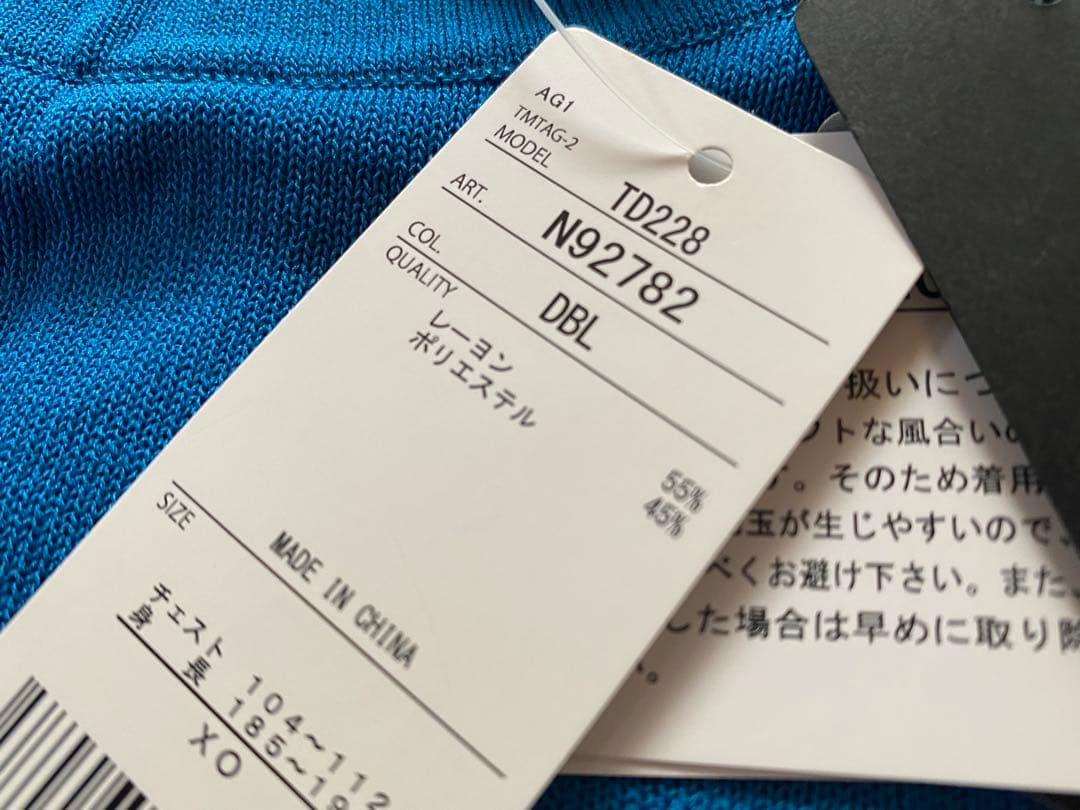 AG1
TMTAG-2
MODEL TD228
ART. N92782
COL. DBL
QUALITY
レーヨン 55%
ポリエステル 45%
MADE IN CHINA
SIZE
チェスト 104~112
身 長 185~19
XO
扱いにつ
フトな風合いの
す。そのため着用
玉が生じやすいので、
べくお避け下さい。また、
した場合は早めに取り除